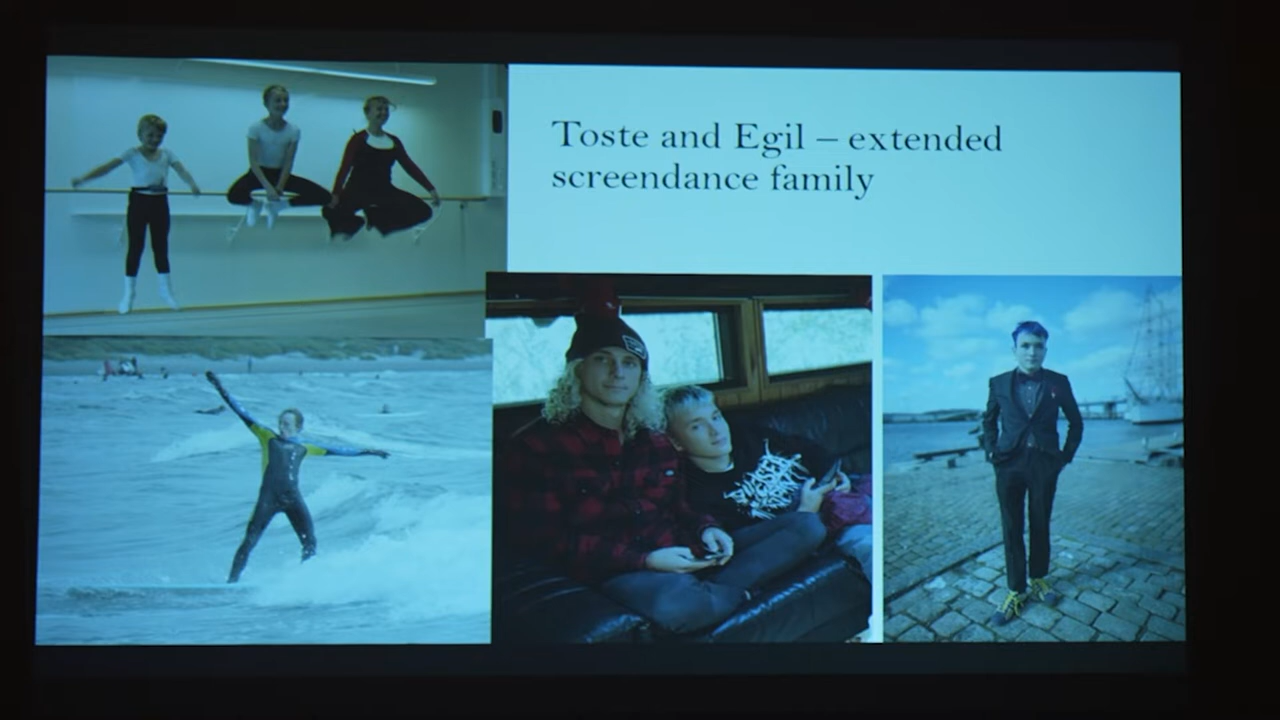 Toste and Egil – extended
screendance family